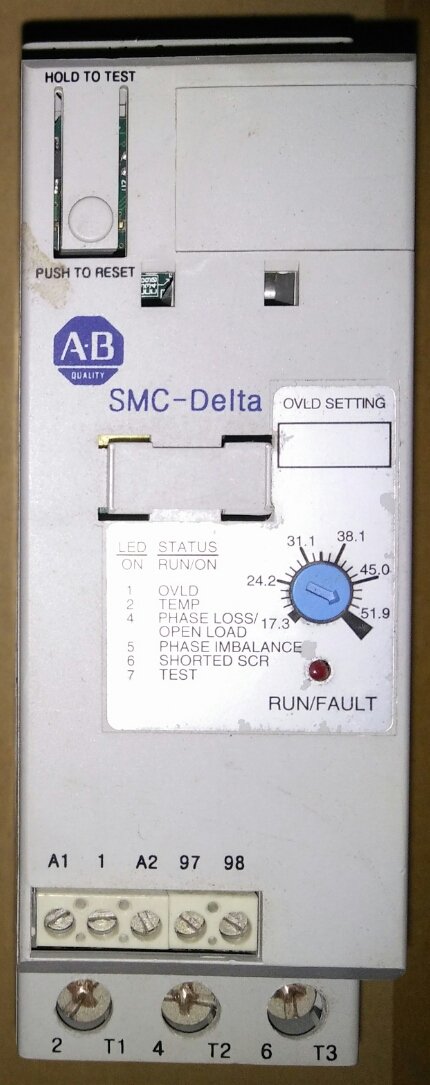 HOLD TO TEST
PUSH TO RESET
A-B
QUALITY
SMC-Delta
OVLD SETTING
LED STATUS
ON RUN/ON
1 OVLD
2 TEMP
4 PHASE LOSS/
OPEN LOAD
5 PHASE IMBALANCE
6 SHORTED SCR
7 TEST
31.1 38.1
24.2 45.0
17.3 51.9
RUN/FAULT
A1 1 A2 97 98
2 T1 4 T2 6 T3